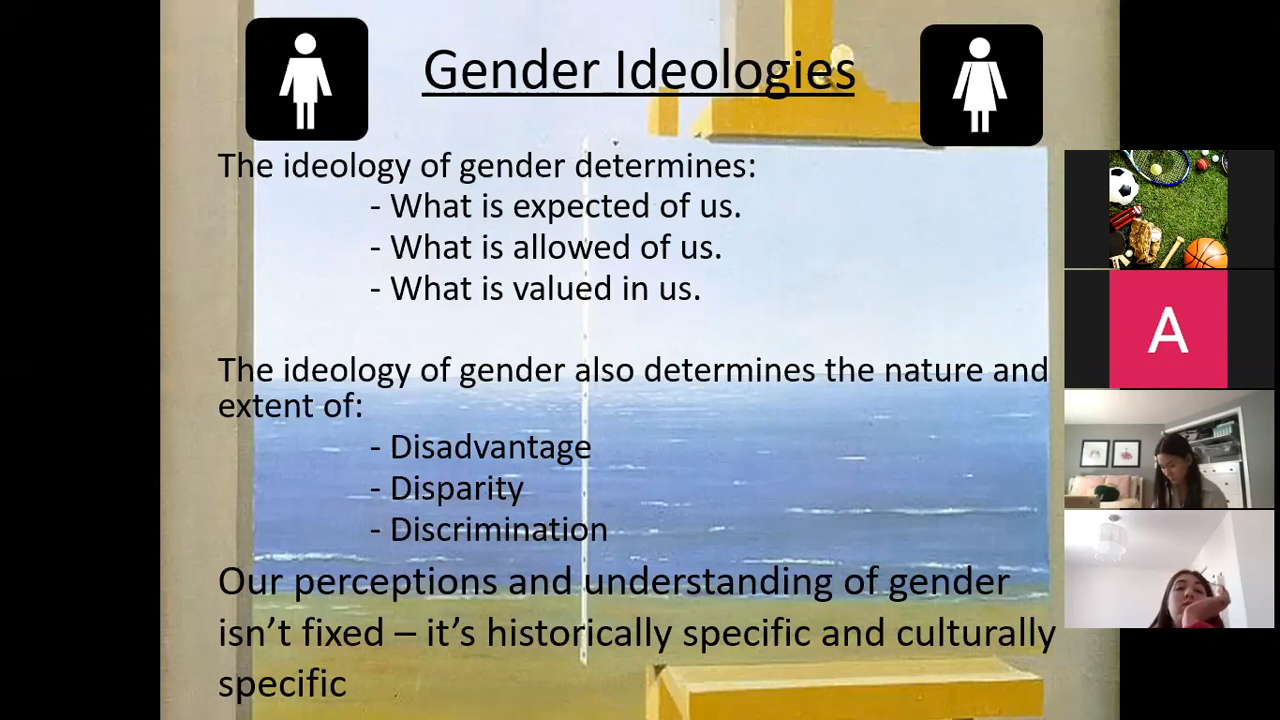 Gender Ideologies
The ideology of gender determines:
- What is expected of us.
- What is allowed of us.
- What is valued in us.
The ideology of gender also determines the nature and
extent of:
- Disadvantage
- Disparity
- Discrimination
Our perceptions and understanding of gender
isn’t fixed – it’s historically specific and culturally
specific
A